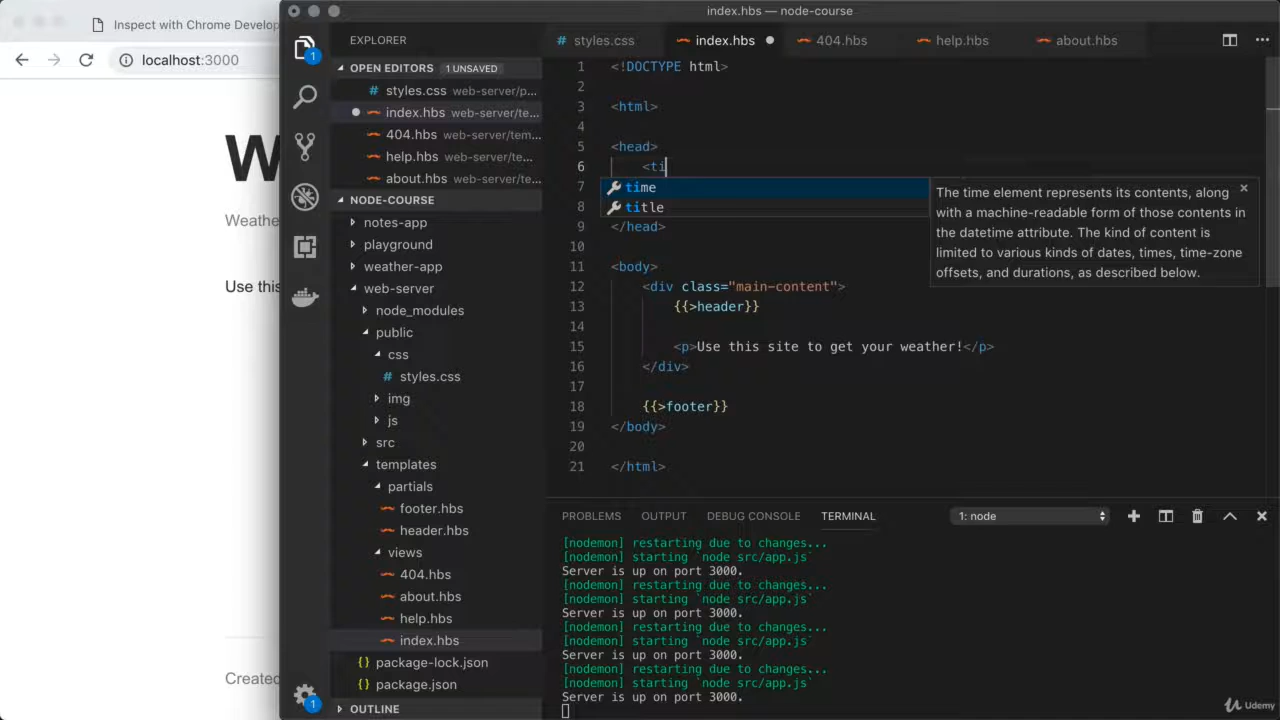 index.hbs — node-course
Inspect with Chrome Develop
localhost:3000
W
Weathe
Use this
Created
EXPLORER
OPEN EDITORS 1 UNSAVED
# styles.css web-server/p...
index.hbs web-server/te...
404.hbs web-server/tem...
help.hbs web-server/te...
about.hbs web-server/te...
NODE-COURSE
notes-app
playground
weather-app
web-server
node_modules
public
css
# styles.css
img
js
src
templates
partials
footer.hbs
header.hbs
views
404.hbs
about.hbs
help.hbs
index.hbs
{} package-lock.json
{} package.json
OUTLINE
1
1
# styles.css index.hbs 404.hbs help.hbs about.hbs
1 <!DOCTYPE html>
2
3 <html>
4
5 <head>
6 <ti
7
8
9 </head>
10
11 <body>
12 <div class="main-content">
13 {{>header}}
14
15 <p>Use this site to get your weather!</p>
16 </div>
17
18 {{>footer}}
19 </body>
20
21 </html>
time
title
The time element represents its contents, along
with a machine-readable form of those contents
in the datetime attribute. The kind of content is
limited to various kinds of dates, times, time-zone
offsets, and durations, as described below.
PROBLEMS OUTPUT DEBUG CONSOLE TERMINAL 1: node
[nodemon] restarting due to changes...
[nodemon] starting `node src/app.js`
Server is up on port 3000.
[nodemon] restarting due to changes...
[nodemon] starting `node src/app.js`
Server is up on port 3000.
[nodemon] restarting due to changes...
[nodemon] starting `node src/app.js`
Server is up on port 3000.
[nodemon] restarting due to changes...
[nodemon] starting `node src/app.js`
Server is up on port 3000.
Udemy